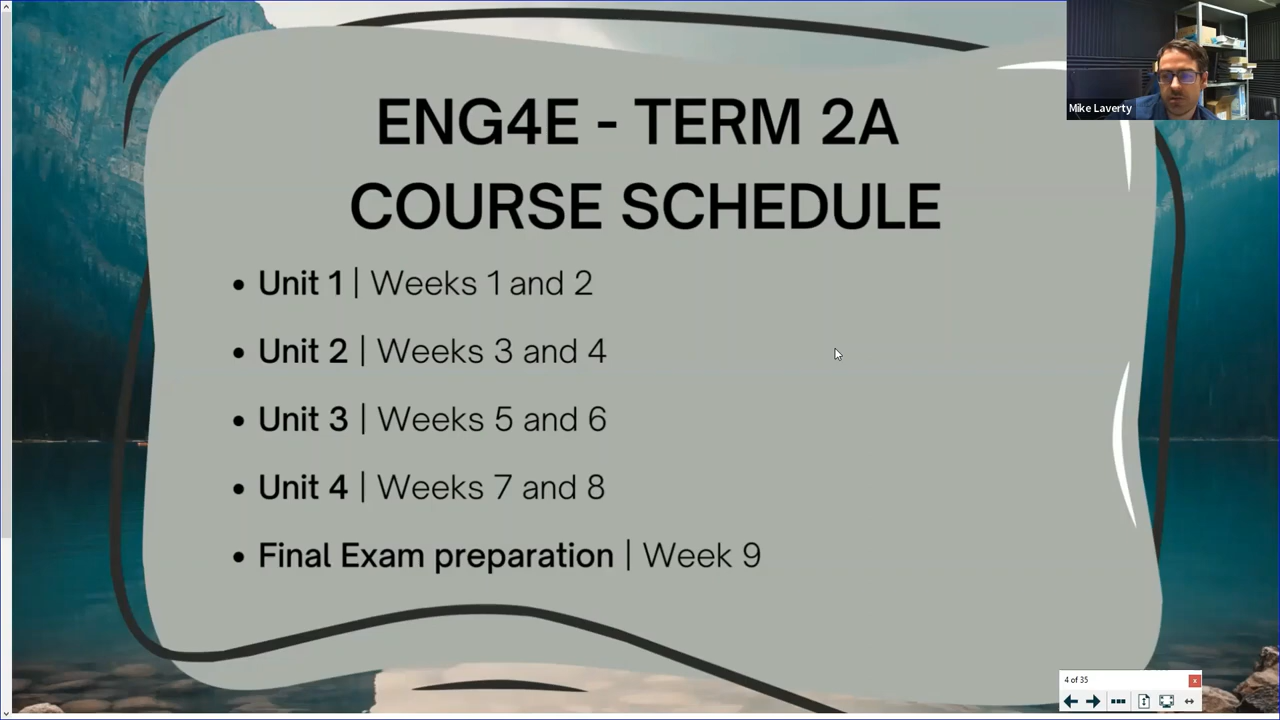 ENG4E - TERM 2A
COURSE SCHEDULE
Mike Laverty
• Unit 1 | Weeks 1 and 2
• Unit 2 | Weeks 3 and 4
• Unit 3 | Weeks 5 and 6
• Unit 4 | Weeks 7 and 8
• Final Exam preparation | Week 9
4 of 35
x